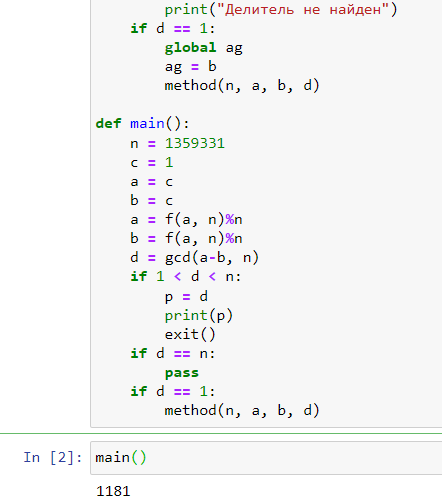 print("Делитель не найден")
if d == 1:
global ag
ag = b
method(n, a, b, d)
def main():
n = 1359331
c = 1
a = c
b = c
a = f(a, n)%n
b = f(a, n)%n
d = gcd(a-b, n)
if 1 < d < n:
p = d
print(p)
exit()
if d == n:
pass
if d == 1:
method(n, a, b, d)
In [2]: main()
1181